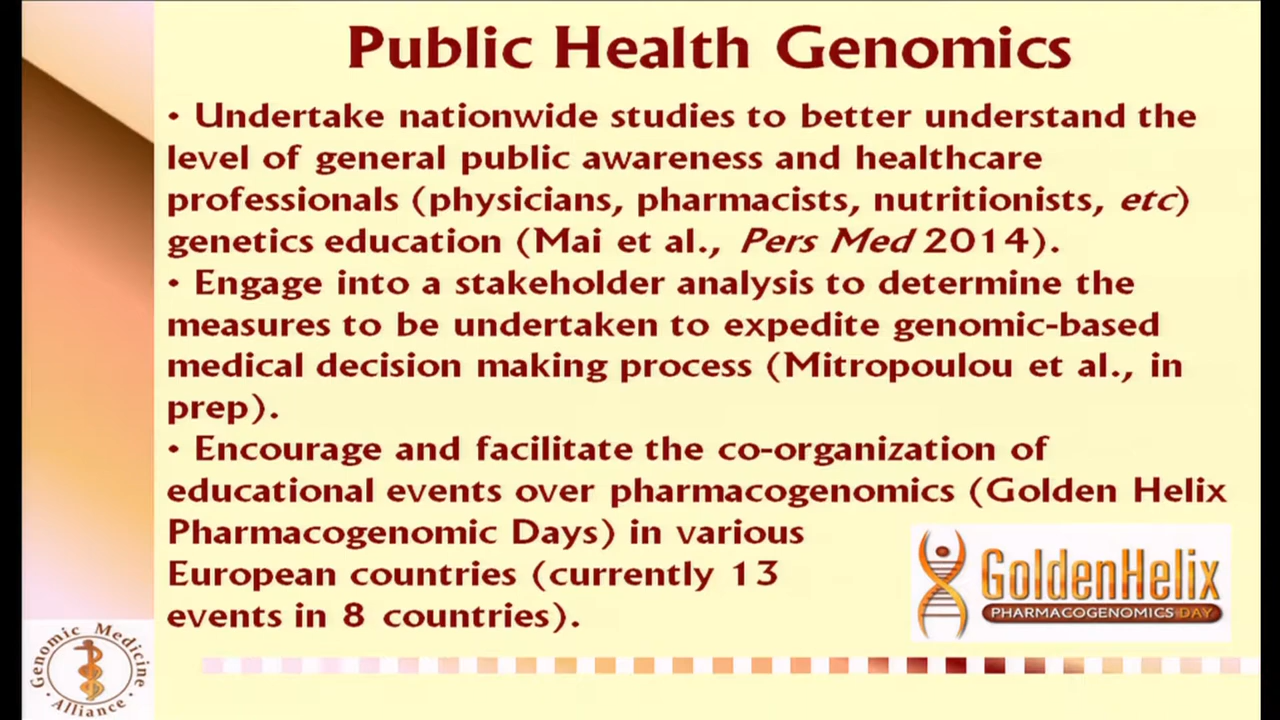 Public Health Genomics
• Undertake nationwide studies to better understand the
level of general public awareness and healthcare
professionals (physicians, pharmacists, nutritionists, etc)
genetics education (Mai et al., Pers Med 2014).
• Engage into a stakeholder analysis to determine the
measures to be undertaken to expedite genomic-based
medical decision making process (Mitropoulou et al., in
prep).
• Encourage and facilitate the co-organization of
educational events over pharmacogenomics (Golden Helix
Pharmacogenomic Days) in various
European countries (currently 13
events in 8 countries).
GoldenHelix
PHARMACOGENOMICS DAY
Genomic Medicine
• Alliance •